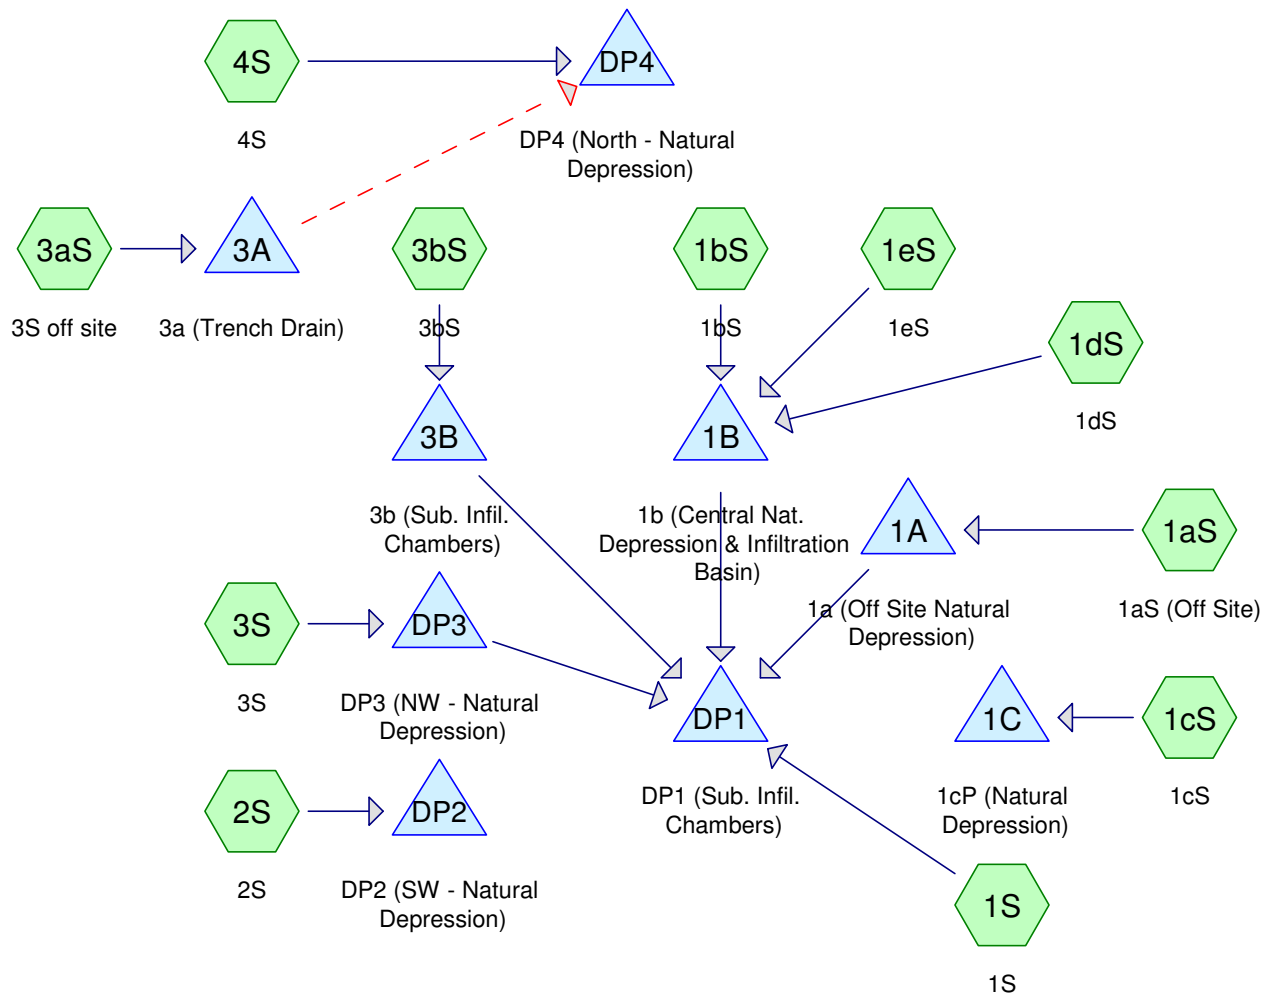 4S
DP4
4S
DP4 (North - Natural
Depression)
3aS
3A
3bS
1bS
1eS
3S off site
3a (Trench Drain)
3bS
1bS
1eS
1dS
1dS
3B
1B
3b (Sub. Infil.
Chambers)
1b (Central Nat.
Depression & Infiltration
Basin)
1A
1aS
1a (Off Site Natural
Depression)
1aS (Off Site)
3S
DP3
3S
DP3 (NW - Natural
Depression)
DP1
1C
1cS
DP1 (Sub. Infil.
Chambers)
1cP (Natural
Depression)
1cS
2S
DP2
2S
DP2 (SW - Natural
Depression)
1S
1S